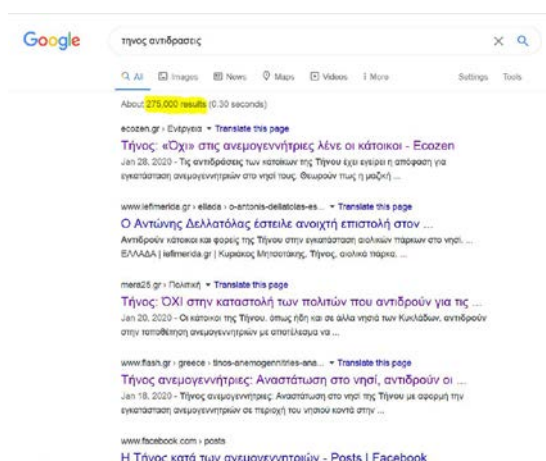 Google
τηνος αντιδρασεις
All Images News Maps Videos More Settings Tools
About 275,000 results (0.30 seconds)
ecozen.gr › Ενέργεια ▾ Translate this page
Τήνος: «Όχι» στις ανεμογεννήτριες λένε οι κάτοικοι - Ecozen
Jan 28, 2020 - Τις αντιδράσεις των κατοίκων της Τήνου έχει εγείρει η απόφαση για
εγκατάσταση ανεμογεννητριών στο νησί τους. Θεωρούν πως η μαζική ...
www.iefimerida.gr › ellada › o-antonis-dellatolas-es... ▾ Translate this page
Ο Αντώνης Δελλατόλας έστειλε ανοιχτή επιστολή στον ...
Αντιδρούν κάτοικοι και φορείς της Τήνου στην εγκατάσταση αιολικών πάρκων στο νησί. ...
ΕΛΛΑΔΑ | iefimerida.gr | Κυριάκος Μητσοτάκης, Τήνος, αιολικά πάρκα. ...
mera25.gr › Πολιτική ▾ Translate this page
Τήνος: ΌΧΙ στην καταστολή των πολιτών που αντιδρούν για τις ...
Jan 20, 2020 - Οι κάτοικοι της Τήνου, όπως ήδη και σε άλλα νησιά των Κυκλάδων, αντιδρούν
στην τοποθέτηση ανεμογεννητριών με αποτέλεσμα να ...
www.flash.gr › greece › tinos-anemogennitries-ana... ▾ Translate this page
Τήνος ανεμογεννήτριες: Αναστάτωση στο νησί, αντιδρούν οι ...
Jan 18, 2020 - Τήνος ανεμογεννήτριες: Αναστάτωση στο νησί της Τήνου με αφορμή την
εγκατάσταση ανεμογεννητριών σε περιοχή του νησιού κοντά στην ...
www.facebook.com › posts
Η Τήνος κατά των ανεμογεννητριών - Posts | Facebook